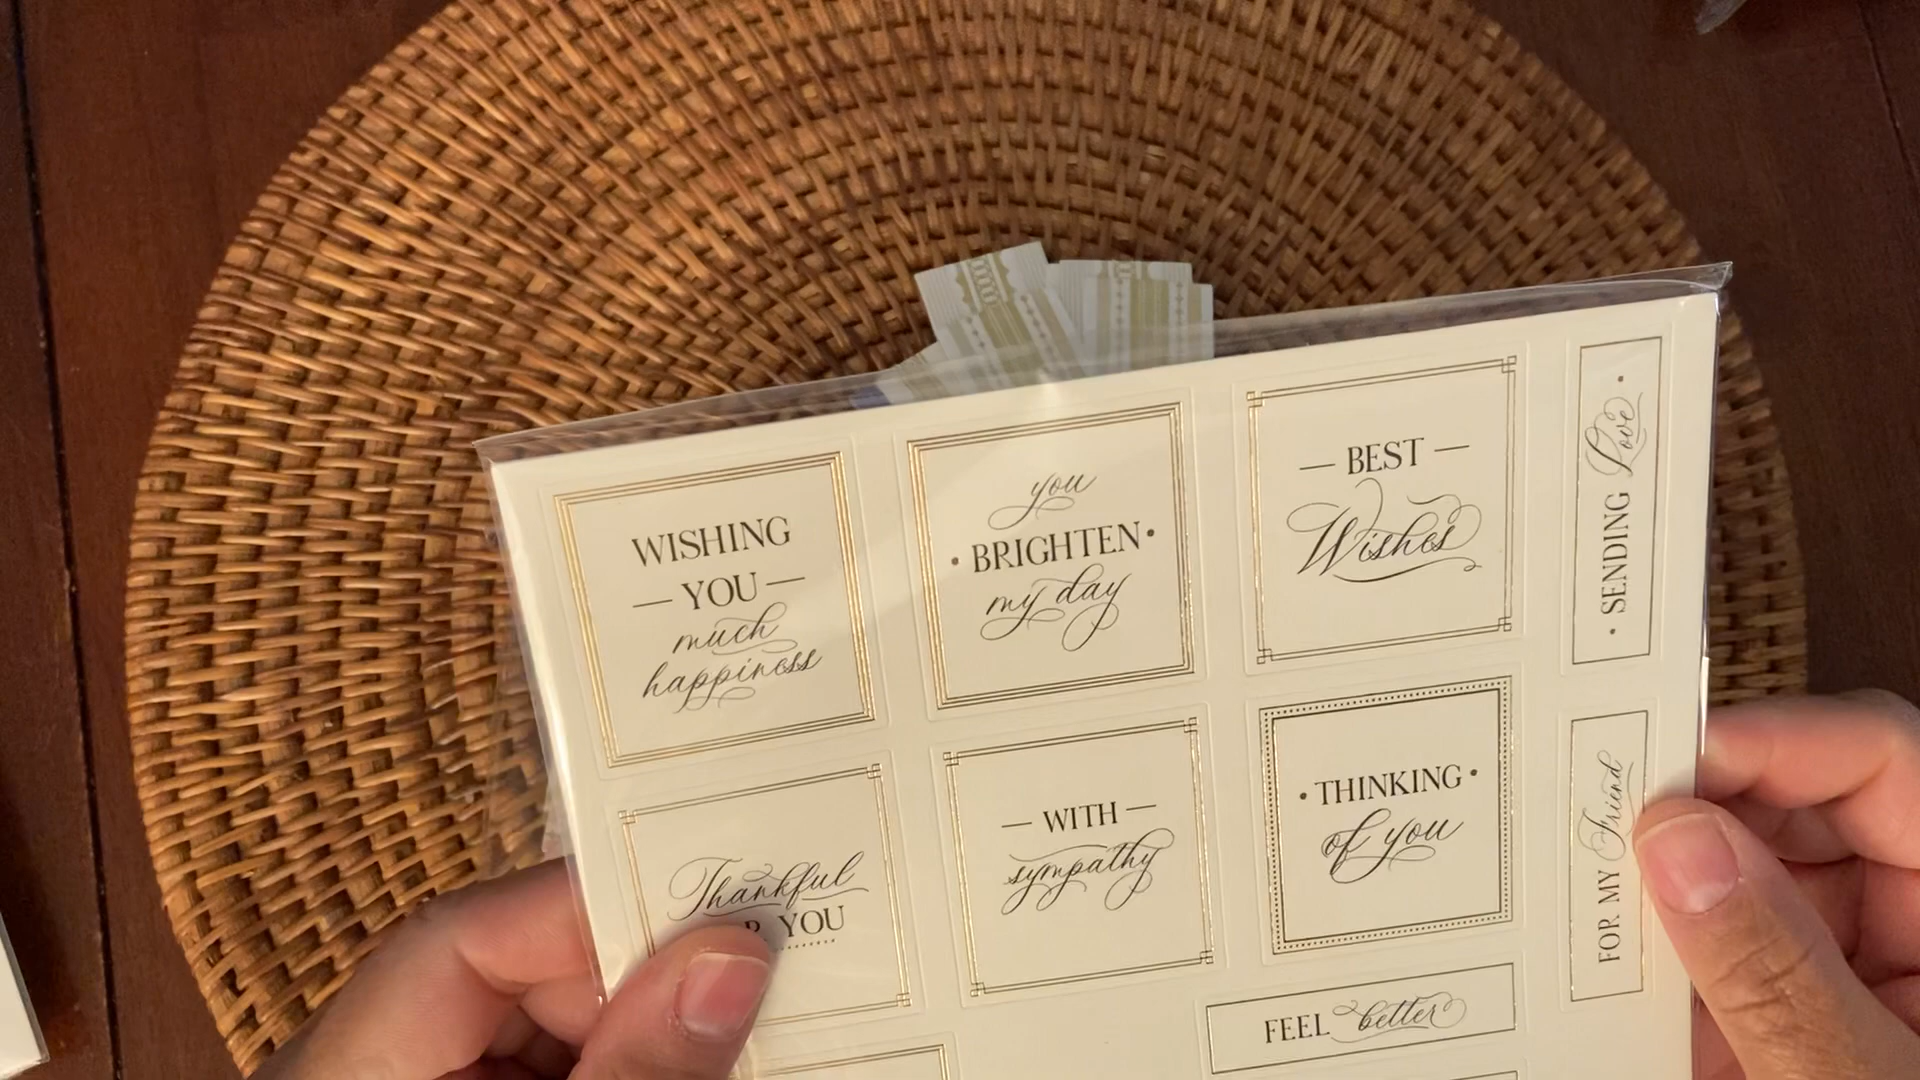 WISHING
— YOU —
much
happiness
you
• BRIGHTEN •
my day
— BEST —
Wishes
• SENDING Love •
Thankful
R YOU
— WITH —
sympathy
• THINKING •
of you
FOR MY Friend
FEEL better